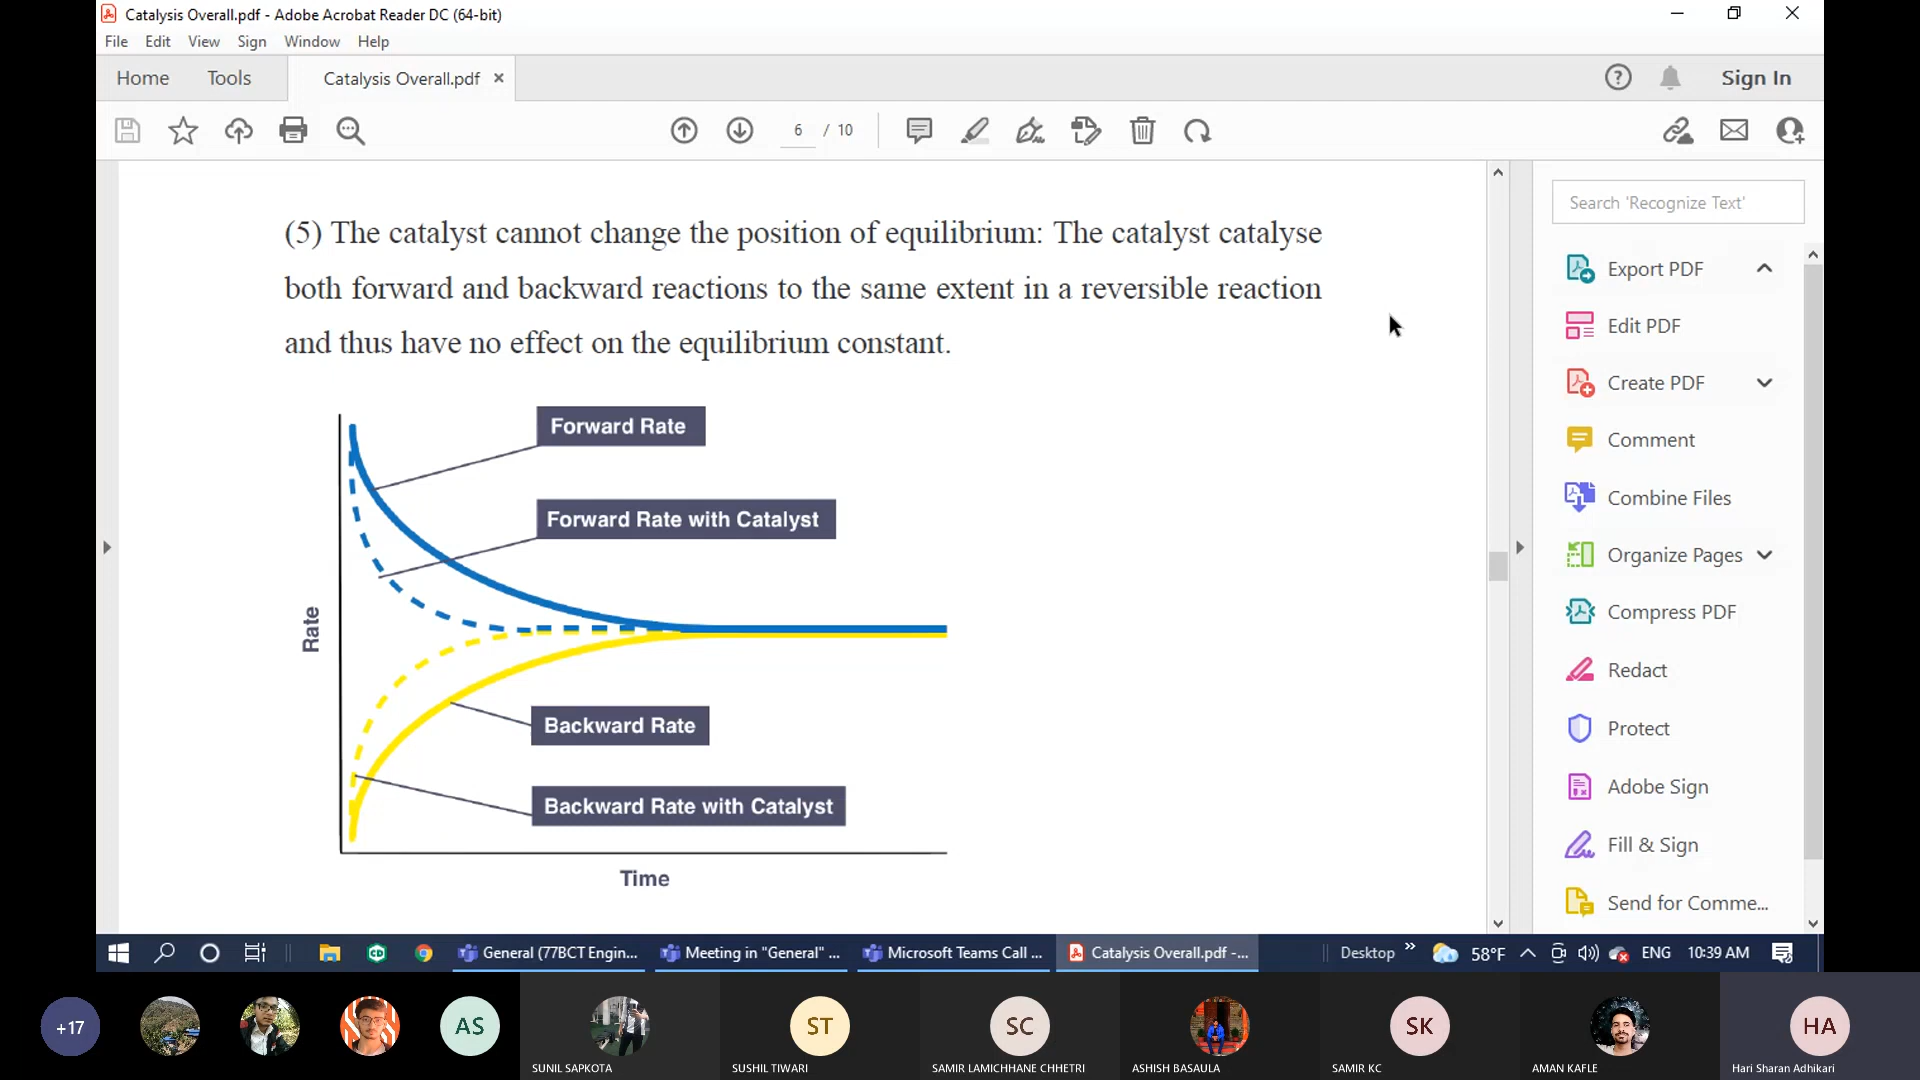 Catalysis Overall.pdf - Adobe Acrobat Reader DC (64-bit)
File Edit View Sign Window Help
Home Tools Catalysis Overall.pdf × Sign In
6 / 10
(5) The catalyst cannot change the position of equilibrium: The catalyst catalyse
both forward and backward reactions to the same extent in a reversible reaction
and thus have no effect on the equilibrium constant.
Forward Rate
Forward Rate with Catalyst
Rate
Backward Rate
Backward Rate with Catalyst
Time
Search 'Recognize Text'
Export PDF
Edit PDF
Create PDF
Comment
Combine Files
Organize Pages
Compress PDF
Redact
Protect
Adobe Sign
Fill & Sign
Send for Comme...
General (77BCT Engin... Meeting in "General" ... Microsoft Teams Call ... Catalysis Overall.pdf -... Desktop » 58°F ENG 10:39 AM
+17 AS ST SC SK HA
SUNIL SAPKOTA SUSHIL TIWARI SAMIR LAMICHHANE CHHETRI ASHISH BASAULA SAMIR KC AMAN KAFLE Hari Sharan Adhikari